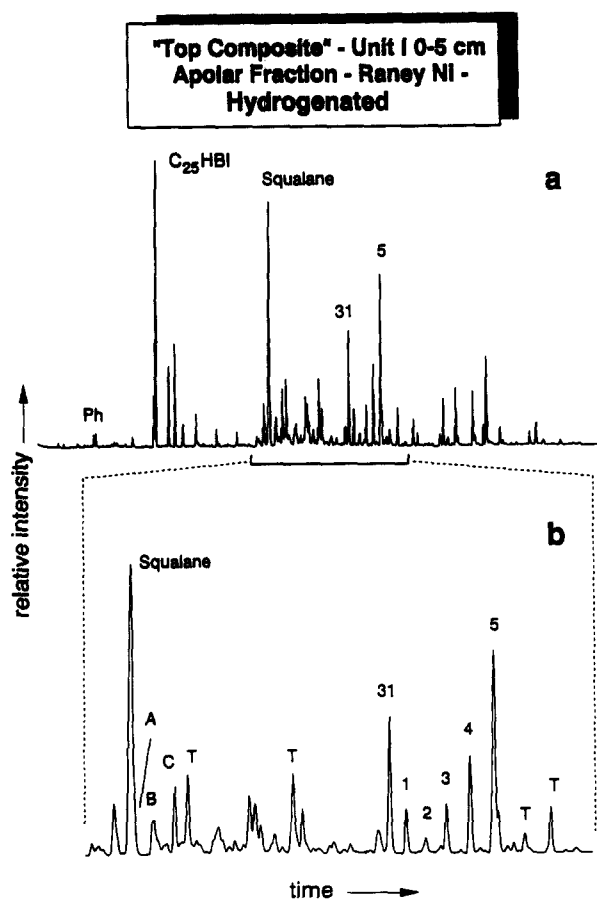 "Top Composite" - Unit I 0-5 cm
Apolar Fraction - Raney Ni -
Hydrogenated
C25HBI
Squalane
a
5
31
Ph
relative intensity
b
Squalane
5
31
A
4
C
T
T
3
T
1
B
2
T
time